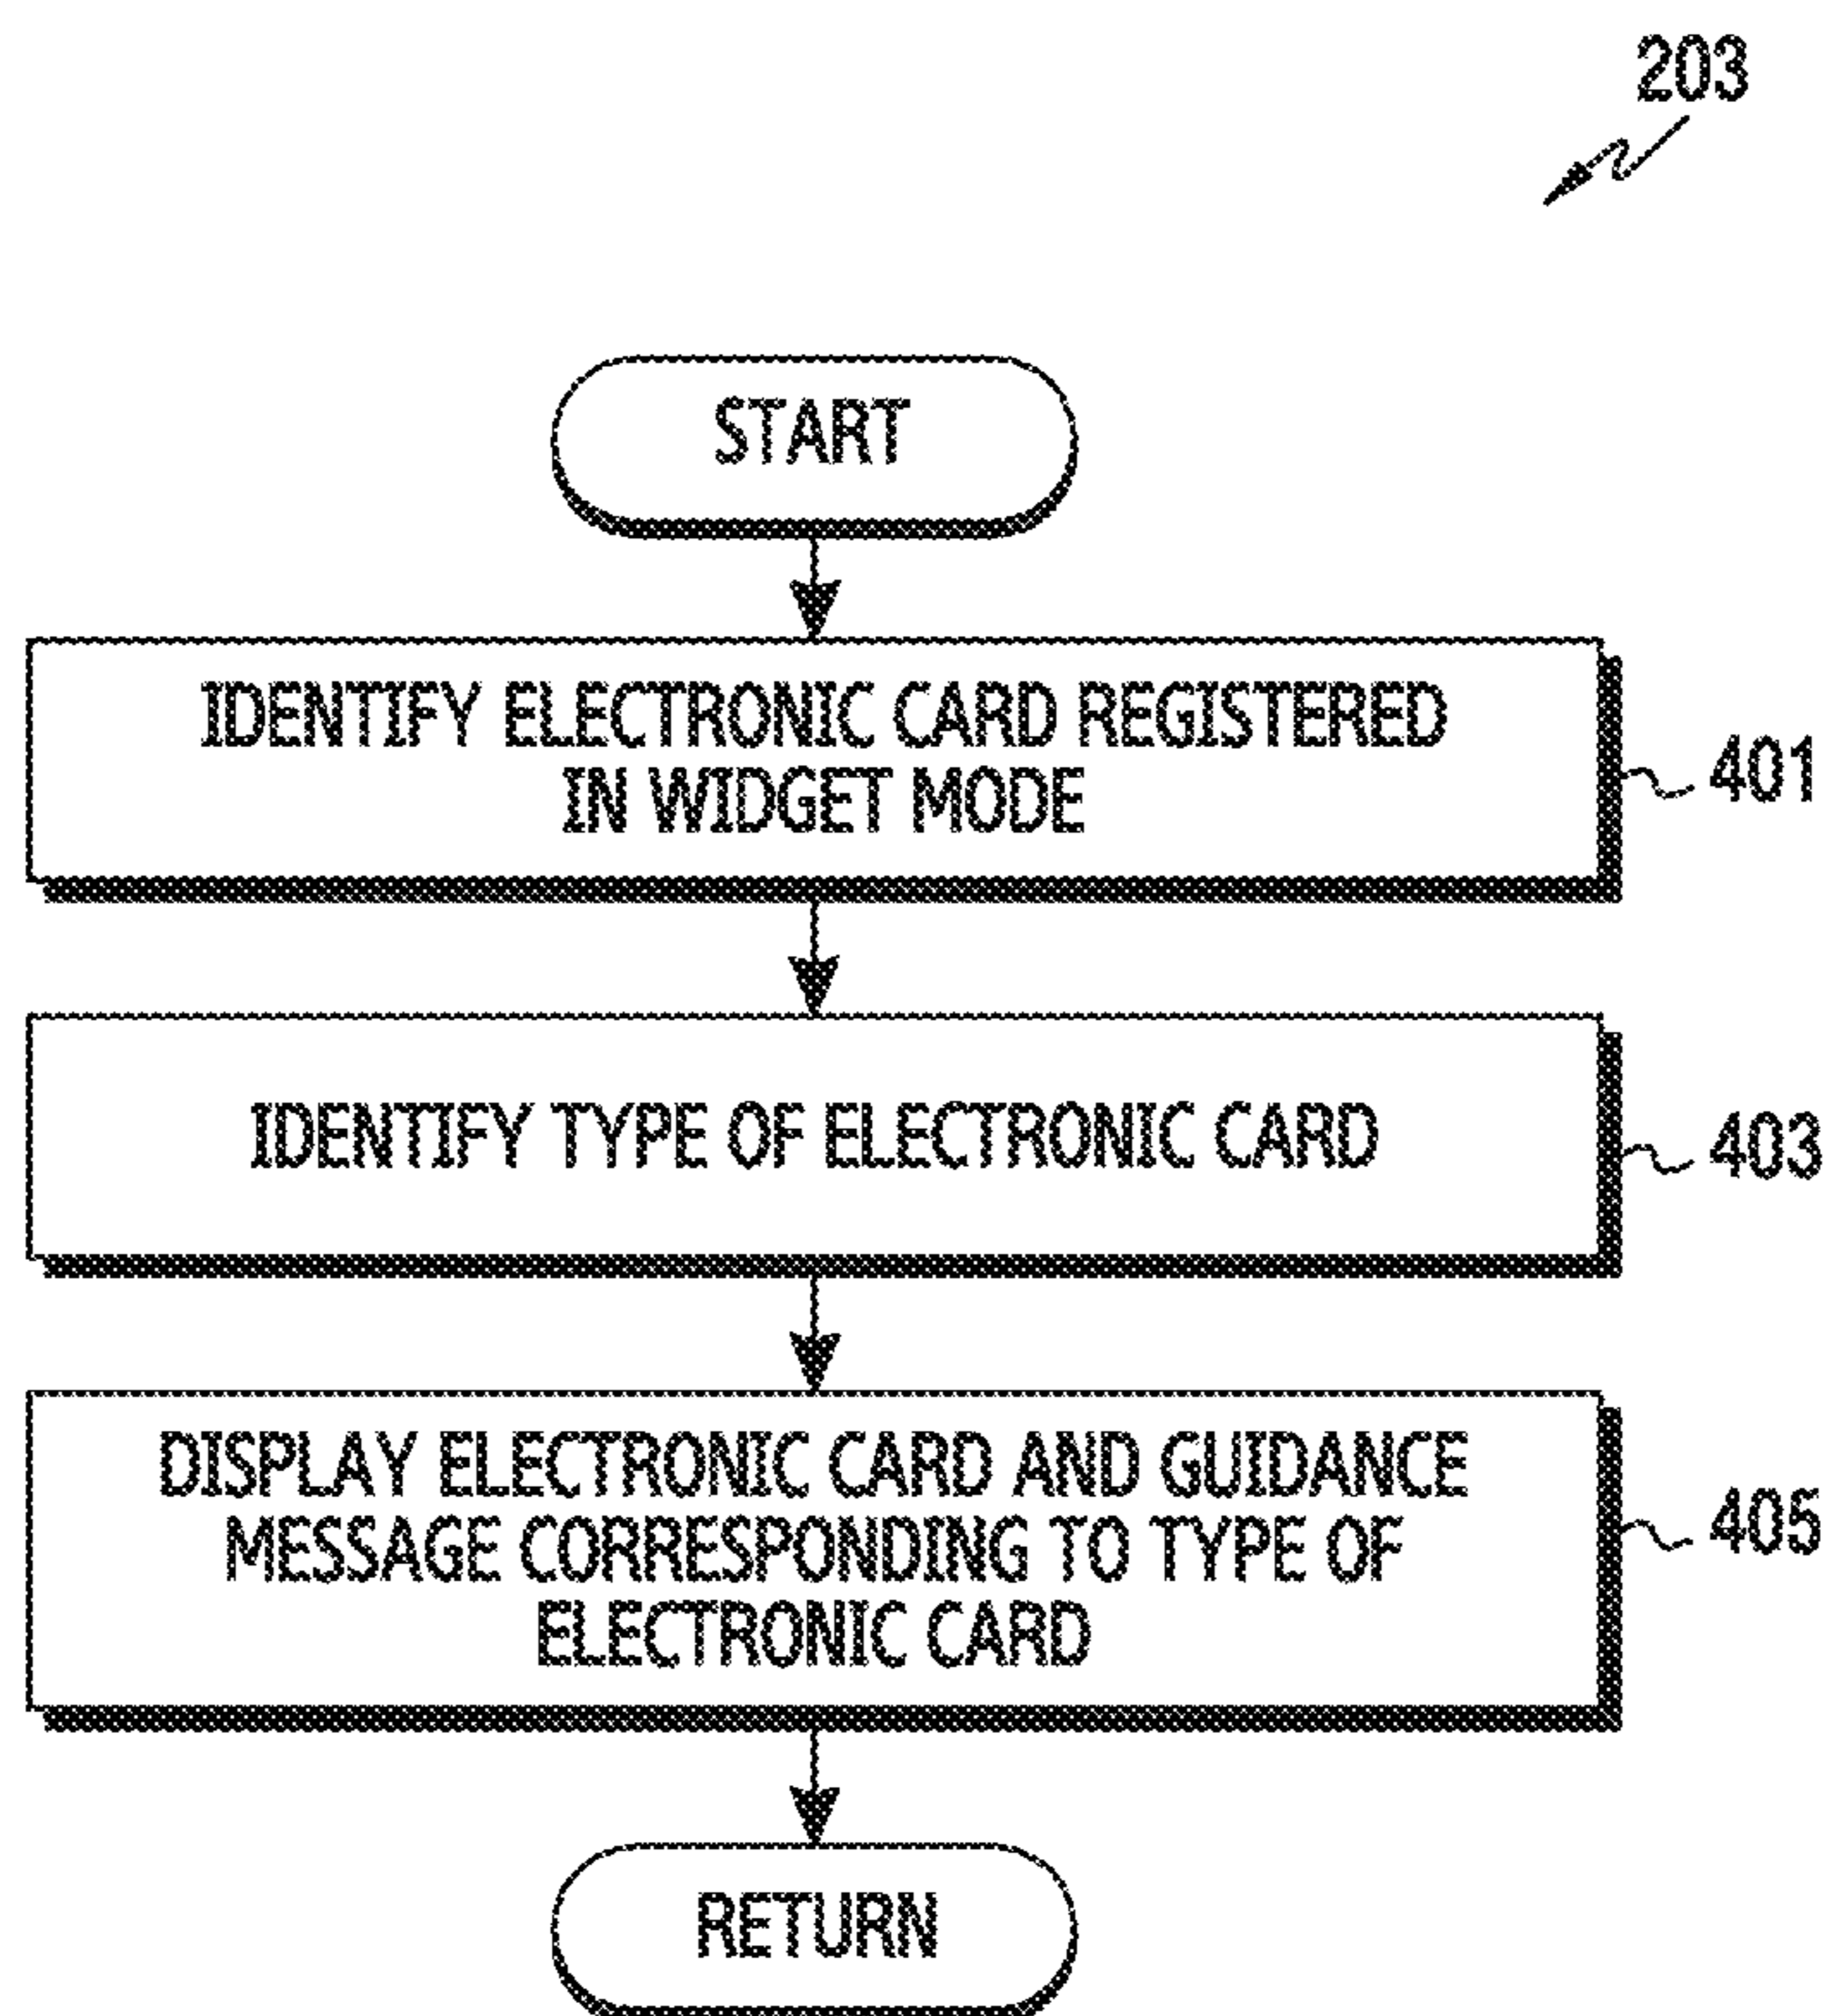 203
START
IDENTIFY ELECTRONIC CARD REGISTERED
IN WIDGET MODE
401
IDENTIFY TYPE OF ELECTRONIC CARD
403
DISPLAY ELECTRONIC CARD AND GUIDANCE
MESSAGE CORRESPONDING TO TYPE OF
ELECTRONIC CARD
405
RETURN